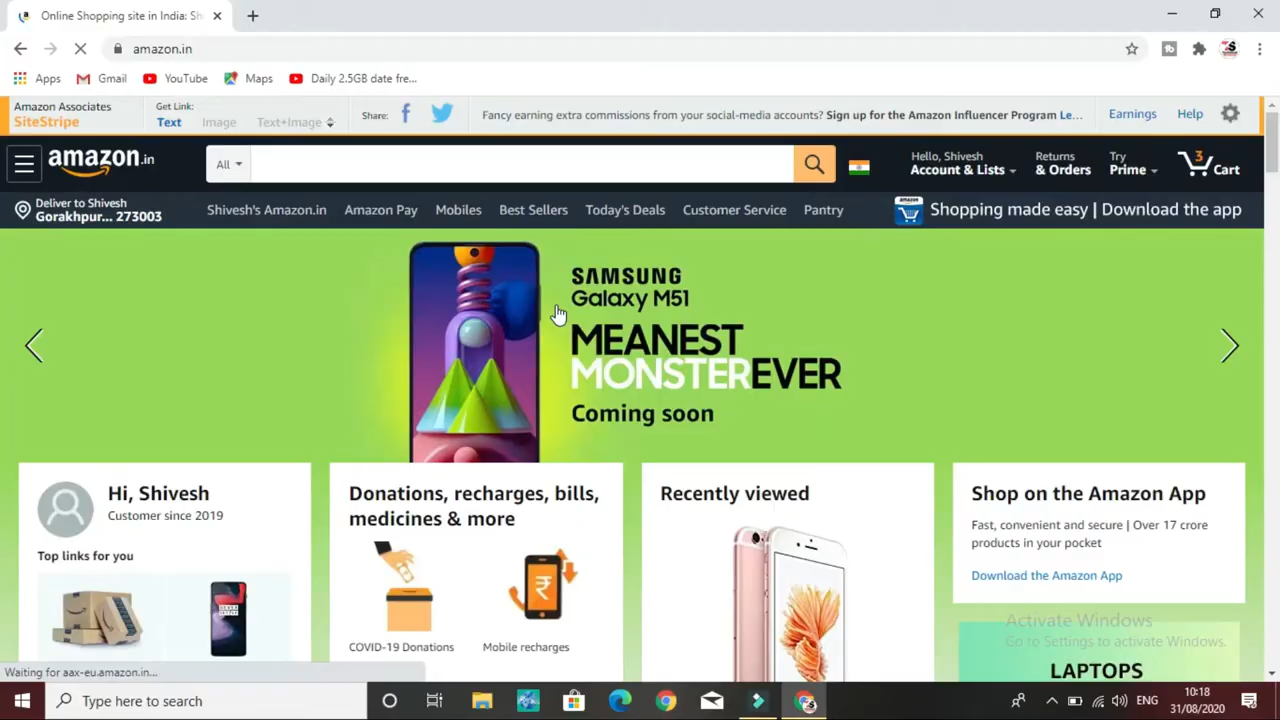 Online Shopping site in India: Sh
amazon.in
Apps
Gmail
YouTube
Maps
Daily 2.5GB date fre...
Amazon Associates
SiteStripe
Get Link:
Text
Image
Text+Image
Share:
Fancy earning extra commissions from your social-media accounts? Sign up for the Amazon Influencer Program Le...
Earnings
Help
amazon.in
All
Hello, Shivesh
Account & Lists
Returns
& Orders
Try
Prime
3
Cart
Deliver to Shivesh
Gorakhpur... 273003
Shivesh's Amazon.in
Amazon Pay
Mobiles
Best Sellers
Today's Deals
Customer Service
Pantry
Shopping made easy | Download the app
SAMSUNG
Galaxy M51
MEANEST
MONSTEREVER
Coming soon
Hi, Shivesh
Customer since 2019
Top links for you
Donations, recharges, bills,
medicines & more
COVID-19 Donations
Mobile recharges
Recently viewed
Shop on the Amazon App
Fast, convenient and secure | Over 17 crore
products in your pocket
Download the Amazon App
Activate Windows
Go to Settings to activate Windows.
LAPTOPS
Waiting for aax-eu.amazon.in...
Type here to search
ENG
10:18
31/08/2020